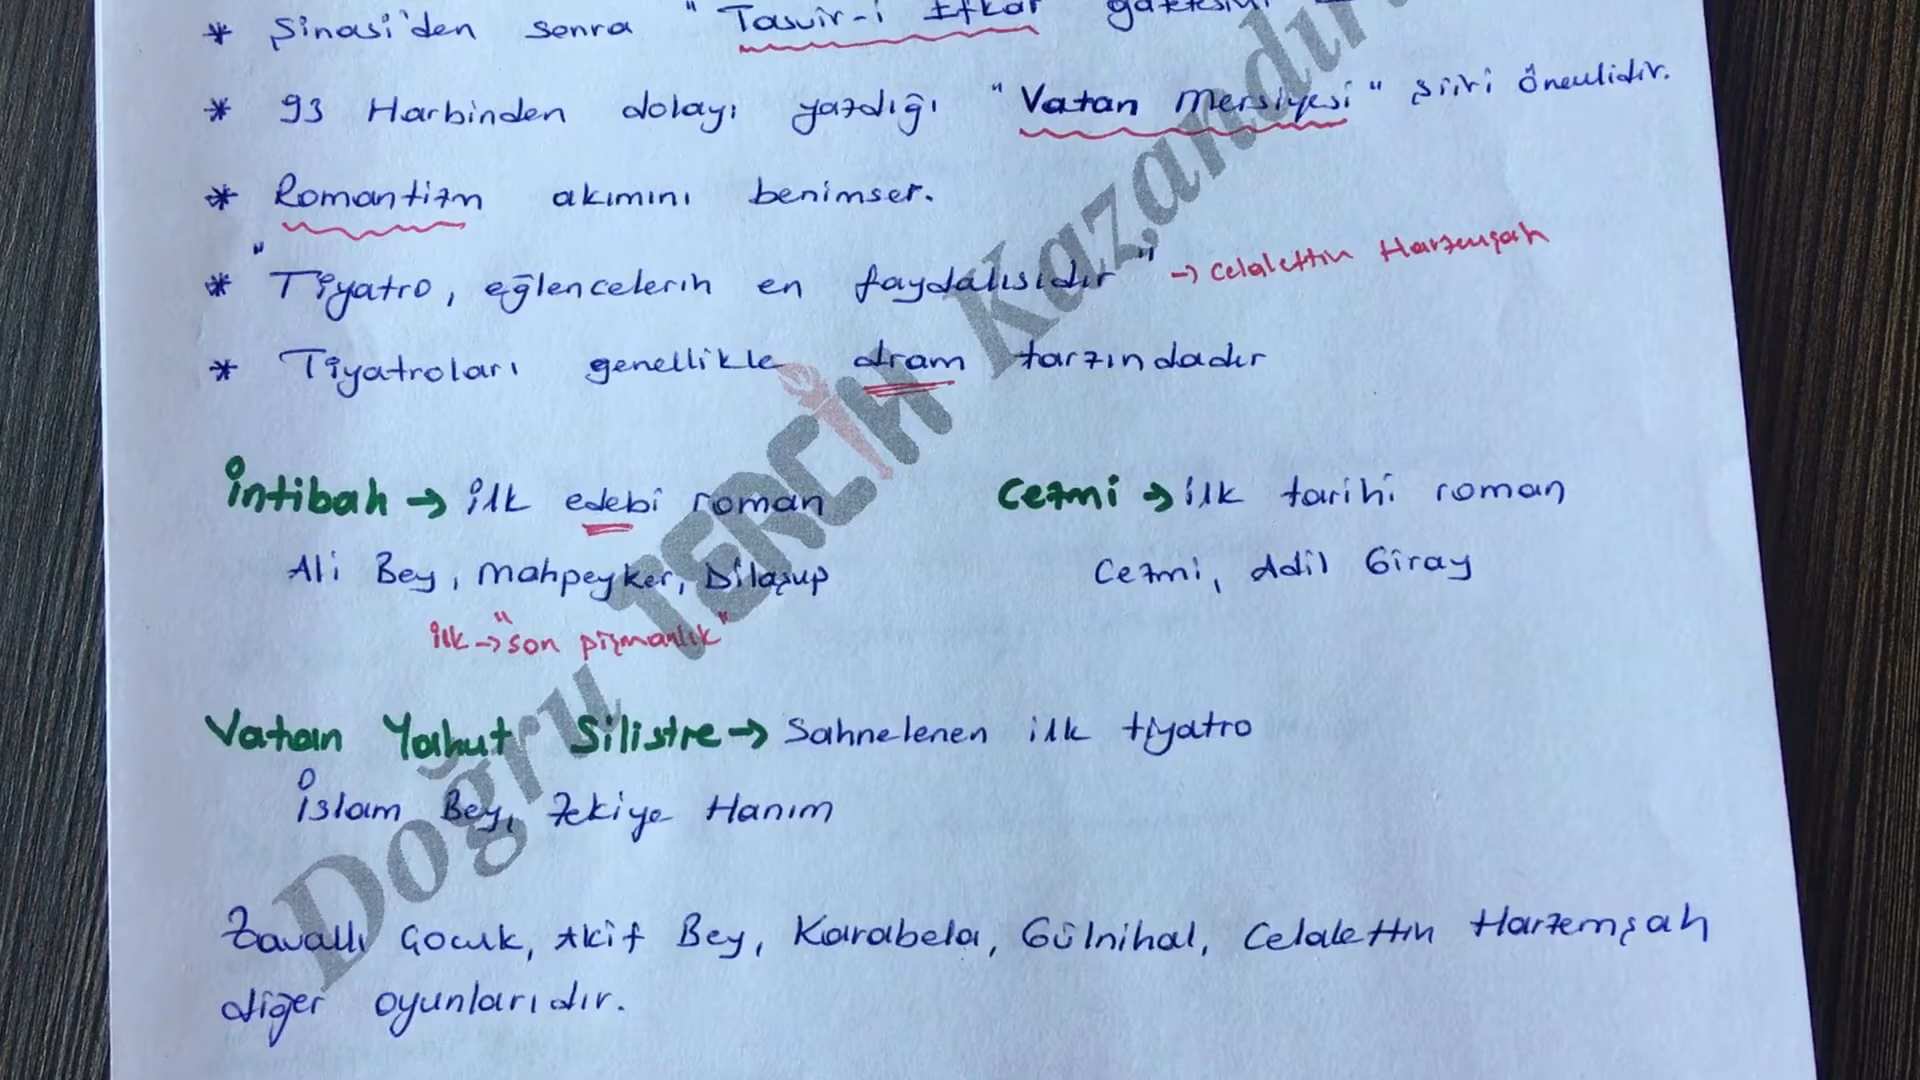 * Şinasi'den sonra "Tasvir-i Efkar
* 93 Harbinden dolayı yazdığı "Vatan Mersiyesi" şiiri önemlidir.
* Romantizm akımını benimser.
* "Tiyatro, eğlencelerin en faydalısıdır" → Celalettin Harzemşah
* Tiyatroları genellikle dram tarzındadır
İntibah → İlk edebi roman
Ali Bey, Mahpeyker, Dilaşup
İlk → "son pişmanlık"
Cezmi → İlk tarihi roman
Cezmi, Adil Giray
Vatan Yahut Silistre → Sahnelenen ilk tiyatro
İslam Bey, Zekiye Hanım
Zavallı Çocuk, Akif Bey, Karabela, Gülnihal, Celalettin Harzemşah
diğer oyunlarıdır.
Doğru TERCİH Kazandırır